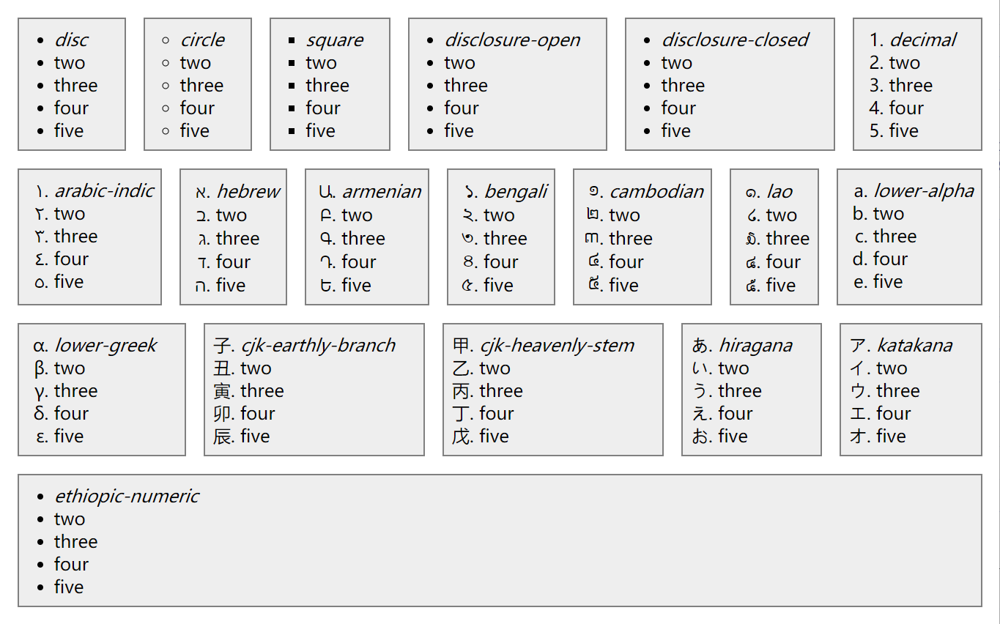 • disc
• two
• three
• four
• five
○ circle
○ two
○ three
○ four
○ five
▪ square
▪ two
▪ three
▪ four
▪ five
• disclosure-open
• two
• three
• four
• five
• disclosure-closed
• two
• three
• four
• five
1. decimal
2. two
3. three
4. four
5. five
١. arabic-indic
٢. two
٣. three
٤. four
٥. five
א. hebrew
ב. two
ג. three
ד. four
ה. five
Ա. armenian
Բ. two
Գ. three
Դ. four
Ե. five
১. bengali
২. two
৩. three
৪. four
৫. five
១. cambodian
២. two
៣. three
៤. four
៥. five
໑. lao
໒. two
໓. three
໔. four
໕. five
a. lower-alpha
b. two
c. three
d. four
e. five
α. lower-greek
β. two
γ. three
δ. four
ε. five
子. cjk-earthly-branch
丑. two
寅. three
卯. four
辰. five
甲. cjk-heavenly-stem
乙. two
丙. three
丁. four
戊. five
あ. hiragana
い. two
う. three
え. four
お. five
ア. katakana
イ. two
ウ. three
エ. four
オ. five
• ethiopic-numeric
• two
• three
• four
• five